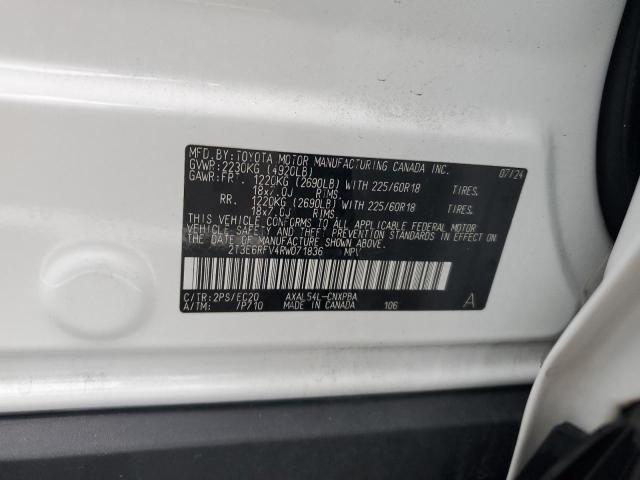 MFD. BY: TOYOTA MOTOR MANUFACTURING CANADA INC. 07/24
GVWR: 2230KG (4920LB)
GAWR: FR. 1220KG (2690LB) WITH 225/60R18 TIRES.
18x7.0J RIMS
RR. 1220KG (2690LB) WITH 225/60R18 TIRES.
18x7.0J RIMS
THIS VEHICLE CONFORMS TO ALL APPLICABLE FEDERAL MOTOR
VEHICLE SAFETY AND THEFT PREVENTION STANDARDS IN EFFECT
ON THE DATE OF MANUFACTURE SHOWN ABOVE.
2T3E6RFV4RW071836 MPV
C/TR: 2PS/EC20 AXAL54L-CNXPBA 106 A
A/TM: 7P710 MADE IN CANADA